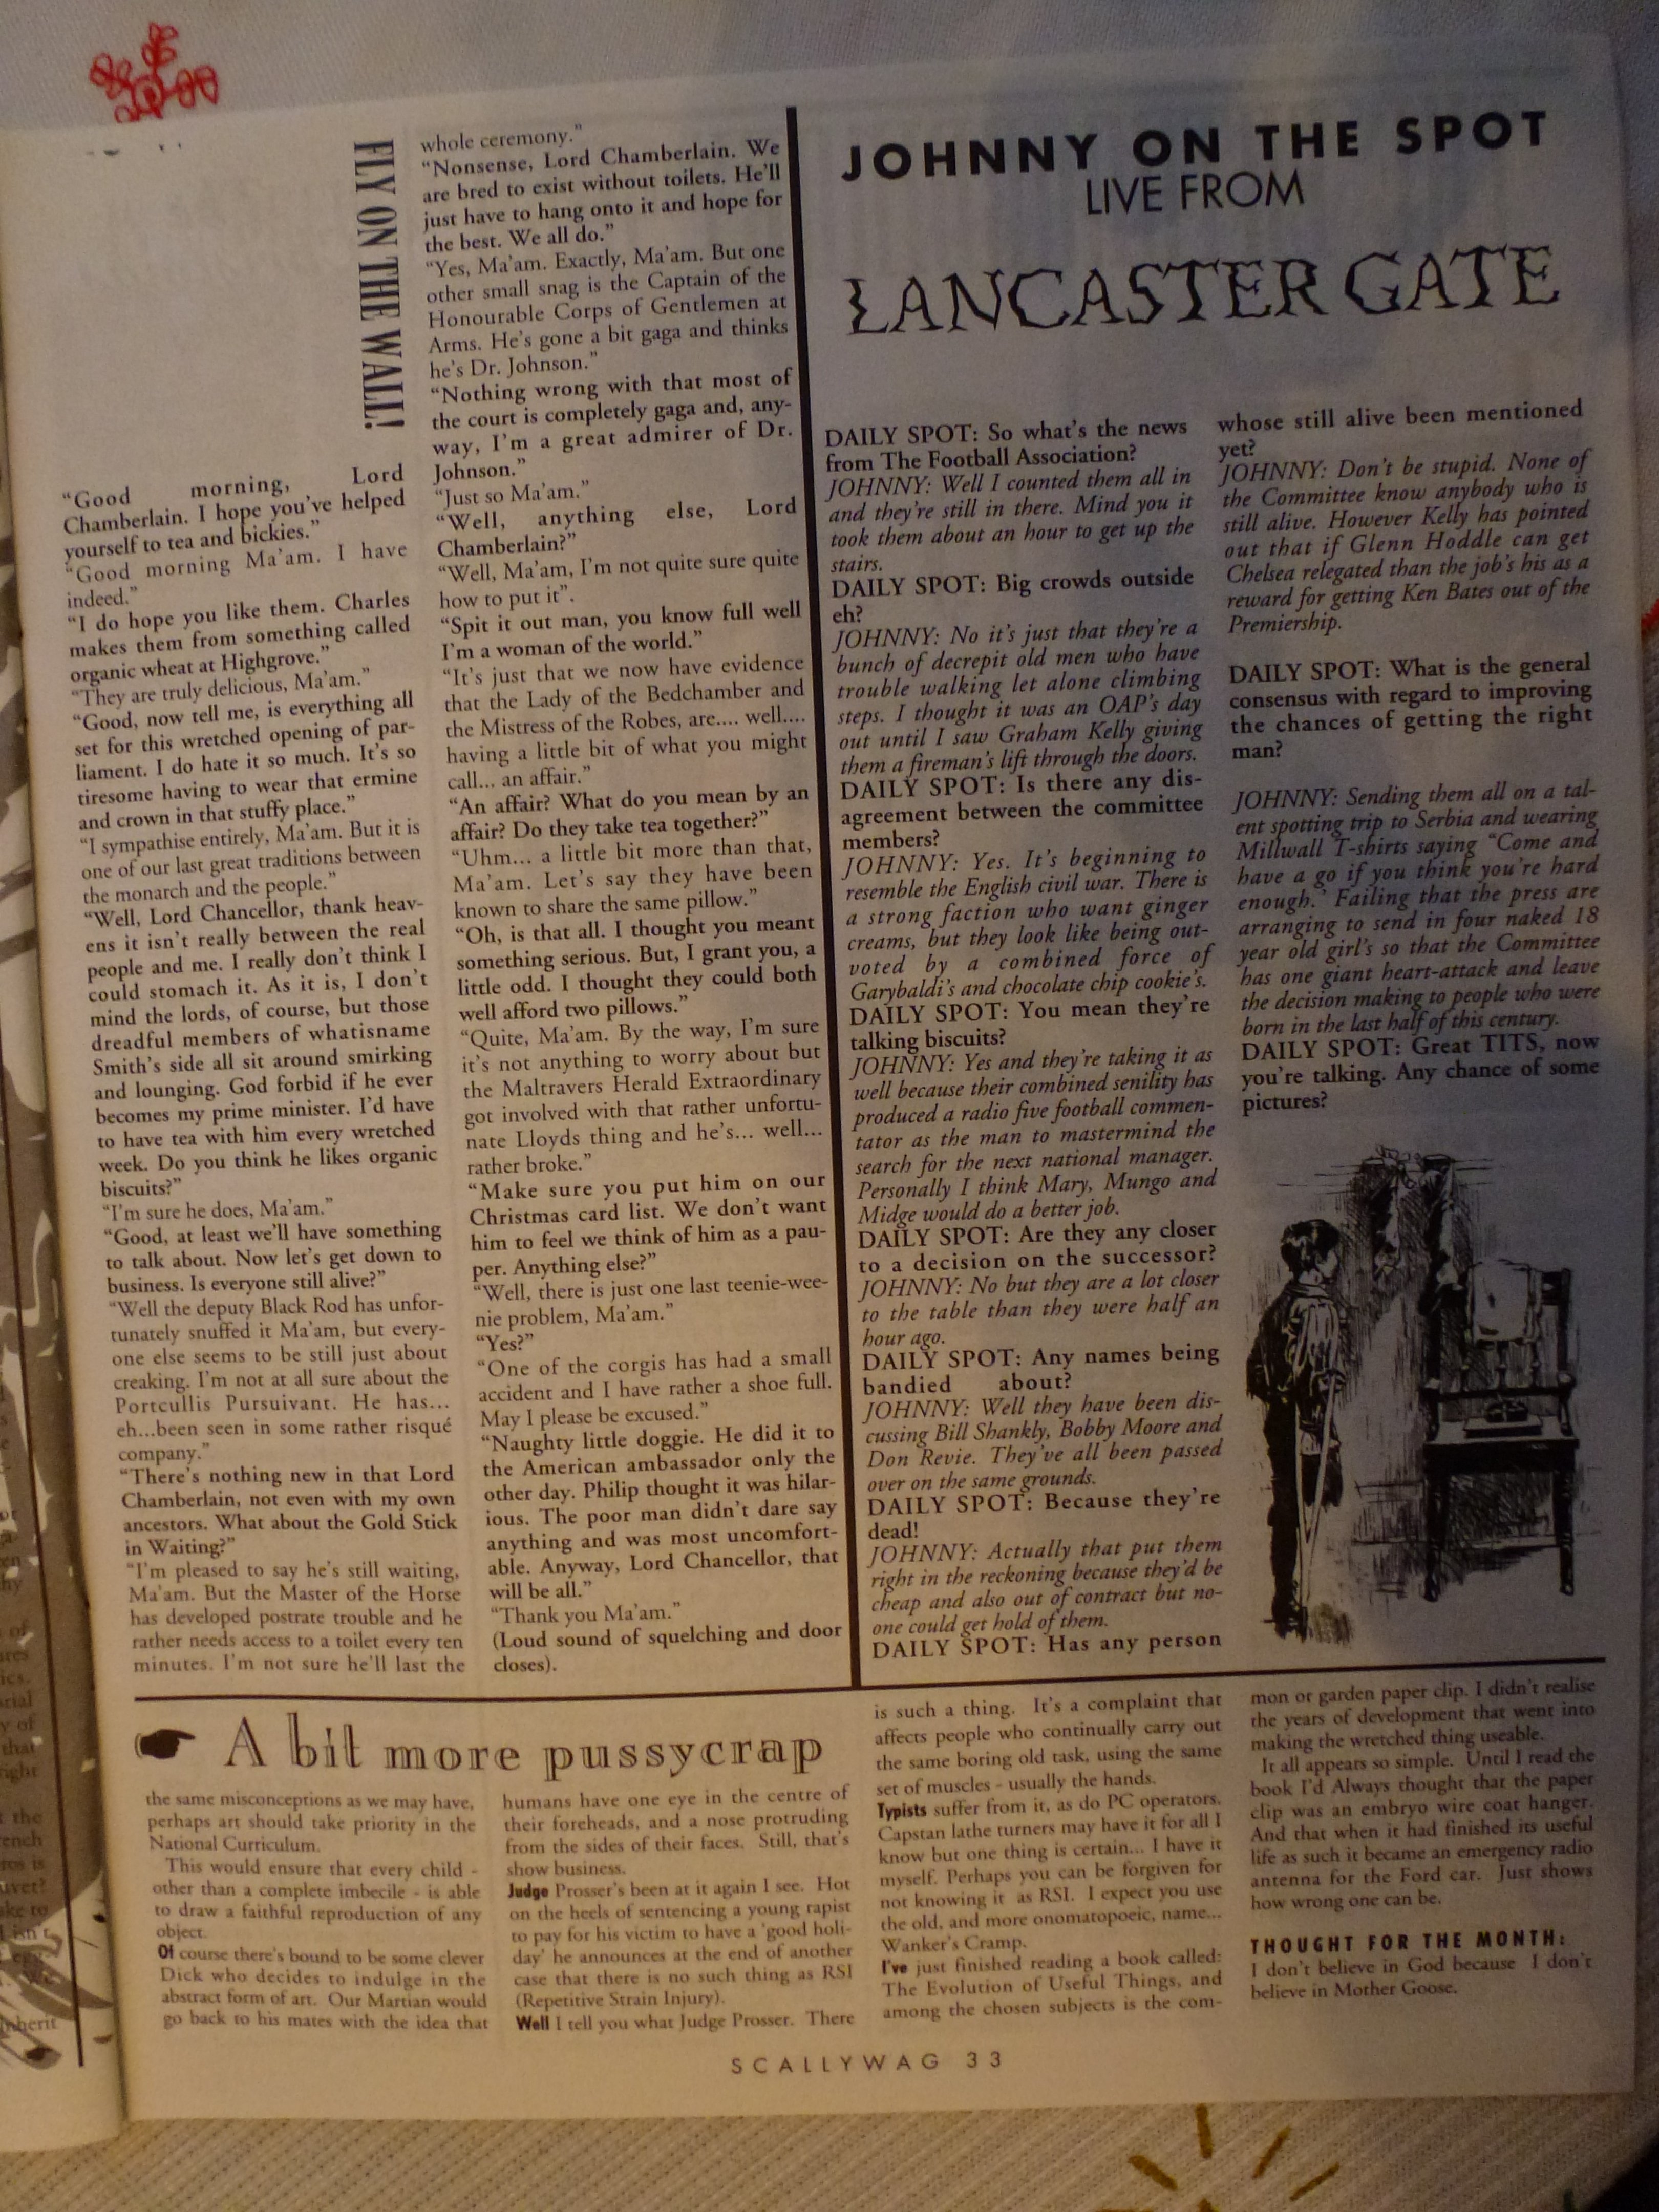 FLY ON THE WALL!
"Good morning, Lord
Chamberlain. I hope you've helped
yourself to tea and bickies."
"Good morning Ma'am. I have
indeed."
"I do hope you like them. Charles
makes them from something called
organic wheat at Highgrove."
"They are truly delicious, Ma'am."
"Good, now tell me, is everything all
set for this wretched opening of par-
liament. I do hate it so much. It's so
tiresome having to wear that ermine
and crown in that stuffy place."
"I sympathise entirely, Ma'am. But it is
one of our last great traditions between
the monarch and the people."
"Well, Lord Chancellor, thank heav-
ens it isn't really between the real
people and me. I really don't think I
could stomach it. As it is, I don't
mind the lords, of course, but those
dreadful members of whatisname
Smith's side all sit around smirking
and lounging. God forbid if he ever
becomes my prime minister. I'd have
to have tea with him every wretched
week. Do you think he likes organic
biscuits?"
"I'm sure he does, Ma'am."
"Good, at least we'll have something
to talk about. Now let's get down to
business. Is everyone still alive?"
"Well the deputy Black Rod has unfor-
tunately snuffed it Ma'am, but every-
one else seems to be still just about
creaking. I'm not at all sure about the
Portcullis Pursuivant. He has...
eh...been seen in some rather risqué
company."
"There's nothing new in that Lord
Chamberlain, not even with my own
ancestors. What about the Gold Stick
in Waiting?"
"I'm pleased to say he's still waiting,
Ma'am. But the Master of the Horse
has developed postrate trouble and he
rather needs access to a toilet every ten
minutes. I'm not sure he'll last the
whole ceremony."
"Nonsense, Lord Chamberlain. We
are bred to exist without toilets. He'll
just have to hang onto it and hope for
the best. We all do."
"Yes, Ma'am. Exactly, Ma'am. But one
other small snag is the Captain of the
Honourable Corps of Gentlemen at
Arms. He's gone a bit gaga and thinks
he's Dr. Johnson."
"Nothing wrong with that most of
the court is completely gaga and, any-
way, I'm a great admirer of Dr.
Johnson."
"Just so Ma'am."
"Well, anything else, Lord
Chamberlain?"
"Well, Ma'am, I'm not quite sure quite
how to put it".
"Spit it out man, you know full well
I'm a woman of the world."
"It's just that we now have evidence
that the Lady of the Bedchamber and
the Mistress of the Robes, are.... well....
having a little bit of what you might
call... an affair."
"An affair? What do you mean by an
affair? Do they take tea together?"
"Uhm... a little bit more than that,
Ma'am. Let's say they have been
known to share the same pillow."
"Oh, is that all. I thought you meant
something serious. But, I grant you, a
little odd. I thought they could both
well afford two pillows."
"Quite, Ma'am. By the way, I'm sure
it's not anything to worry about but
the Maltravers Herald Extraordinary
got involved with that rather unfortu-
nate Lloyds thing and he's... well...
rather broke."
"Make sure you put him on our
Christmas card list. We don't want
him to feel we think of him as a pau-
per. Anything else?"
"Well, there is just one last teenie-wee-
nie problem, Ma'am."
"Yes?"
"One of the corgis has had a small
accident and I have rather a shoe full.
May I please be excused."
"Naughty little doggie. He did it to
the American ambassador only the
other day. Philip thought it was hilar-
ious. The poor man didn't dare say
anything and was most uncomfort-
able. Anyway, Lord Chancellor, that
will be all."
"Thank you Ma'am."
(Loud sound of squelching and door
closes).
JOHNNY ON THE SPOT
LIVE FROM
LANCASTER GATE
DAILY SPOT: So what's the news
from The Football Association?
JOHNNY: Well I counted them all in
and they're still in there. Mind you it
took them about an hour to get up the
stairs.
DAILY SPOT: Big crowds outside
eh?
JOHNNY: No it's just that they're a
bunch of decrepit old men who have
trouble walking let alone climbing
steps. I thought it was an OAP's day
out until I saw Graham Kelly giving
them a fireman's lift through the doors.
DAILY SPOT: Is there any dis-
agreement between the committee
members?
JOHNNY: Yes. It's beginning to
resemble the English civil war. There is
a strong faction who want ginger
creams, but they look like being out-
voted by a combined force of
Garybaldi's and chocolate chip cookie's.
DAILY SPOT: You mean they're
talking biscuits?
JOHNNY: Yes and they're taking it as
well because their combined senility has
produced a radio five football commen-
tator as the man to mastermind the
search for the next national manager.
Personally I think Mary, Mungo and
Midge would do a better job.
DAILY SPOT: Are they any closer
to a decision on the successor?
JOHNNY: No but they are a lot closer
to the table than they were half an
hour ago.
DAILY SPOT: Any names being
bandied about?
JOHNNY: Well they have been dis-
cussing Bill Shankly, Bobby Moore and
Don Revie. They've all been passed
over on the same grounds.
DAILY SPOT: Because they're
dead!
JOHNNY: Actually that put them
right in the reckoning because they'd be
cheap and also out of contract but no-
one could get hold of them.
DAILY SPOT: Has any person
whose still alive been mentioned
yet?
JOHNNY: Don't be stupid. None of
the Committee know anybody who is
still alive. However Kelly has pointed
out that if Glenn Hoddle can get
Chelsea relegated than the job's his as a
reward for getting Ken Bates out of the
Premiership.
DAILY SPOT: What is the general
consensus with regard to improving
the chances of getting the right
man?
JOHNNY: Sending them all on a tal-
ent spotting trip to Serbia and wearing
Millwall T-shirts saying "Come and
have a go if you think you're hard
enough." Failing that the press are
arranging to send in four naked 18
year old girl's so that the Committee
has one giant heart-attack and leave
the decision making to people who were
born in the last half of this century.
DAILY SPOT: Great TITS, now
you're talking. Any chance of some
pictures?
A bit more pussycrap
the same misconceptions as we may have,
perhaps art should take priority in the
National Curriculum.
This would ensure that every child -
other than a complete imbecile - is able
to draw a faithful reproduction of any
object.
Of course there's bound to be some clever
Dick who decides to indulge in the
abstract form of art. Our Martian would
go back to his mates with the idea that
humans have one eye in the centre of
their foreheads, and a nose protruding
from the sides of their faces. Still, that's
show business.
Judge Prosser's been at it again I see. Hot
on the heels of sentencing a young rapist
to pay for his victim to have a 'good holi-
day' he announces at the end of another
case that there is no such thing as RSI
(Repetitive Strain Injury).
Well I tell you what Judge Prosser. There
is such a thing. It's a complaint that
affects people who continually carry out
the same boring old task, using the same
set of muscles - usually the hands.
Typists suffer from it, as do PC operators.
Capstan lathe turners may have it for all I
know but one thing is certain... I have it
myself. Perhaps you can be forgiven for
not knowing it as RSI. I expect you use
the old, and more onomatopoeic, name...
Wanker's Cramp.
I've just finished reading a book called:
The Evolution of Useful Things, and
among the chosen subjects is the com-
mon or garden paper clip. I didn't realise
the years of development that went into
making the wretched thing useable.
It all appears so simple. Until I read the
book I'd Always thought that the paper
clip was an embryo wire coat hanger.
And that when it had finished its useful
life as such it became an emergency radio
antenna for the Ford car. Just shows
how wrong one can be.
THOUGHT FOR THE MONTH:
I don't believe in God because I don't
believe in Mother Goose.
SCALLYWAG 33